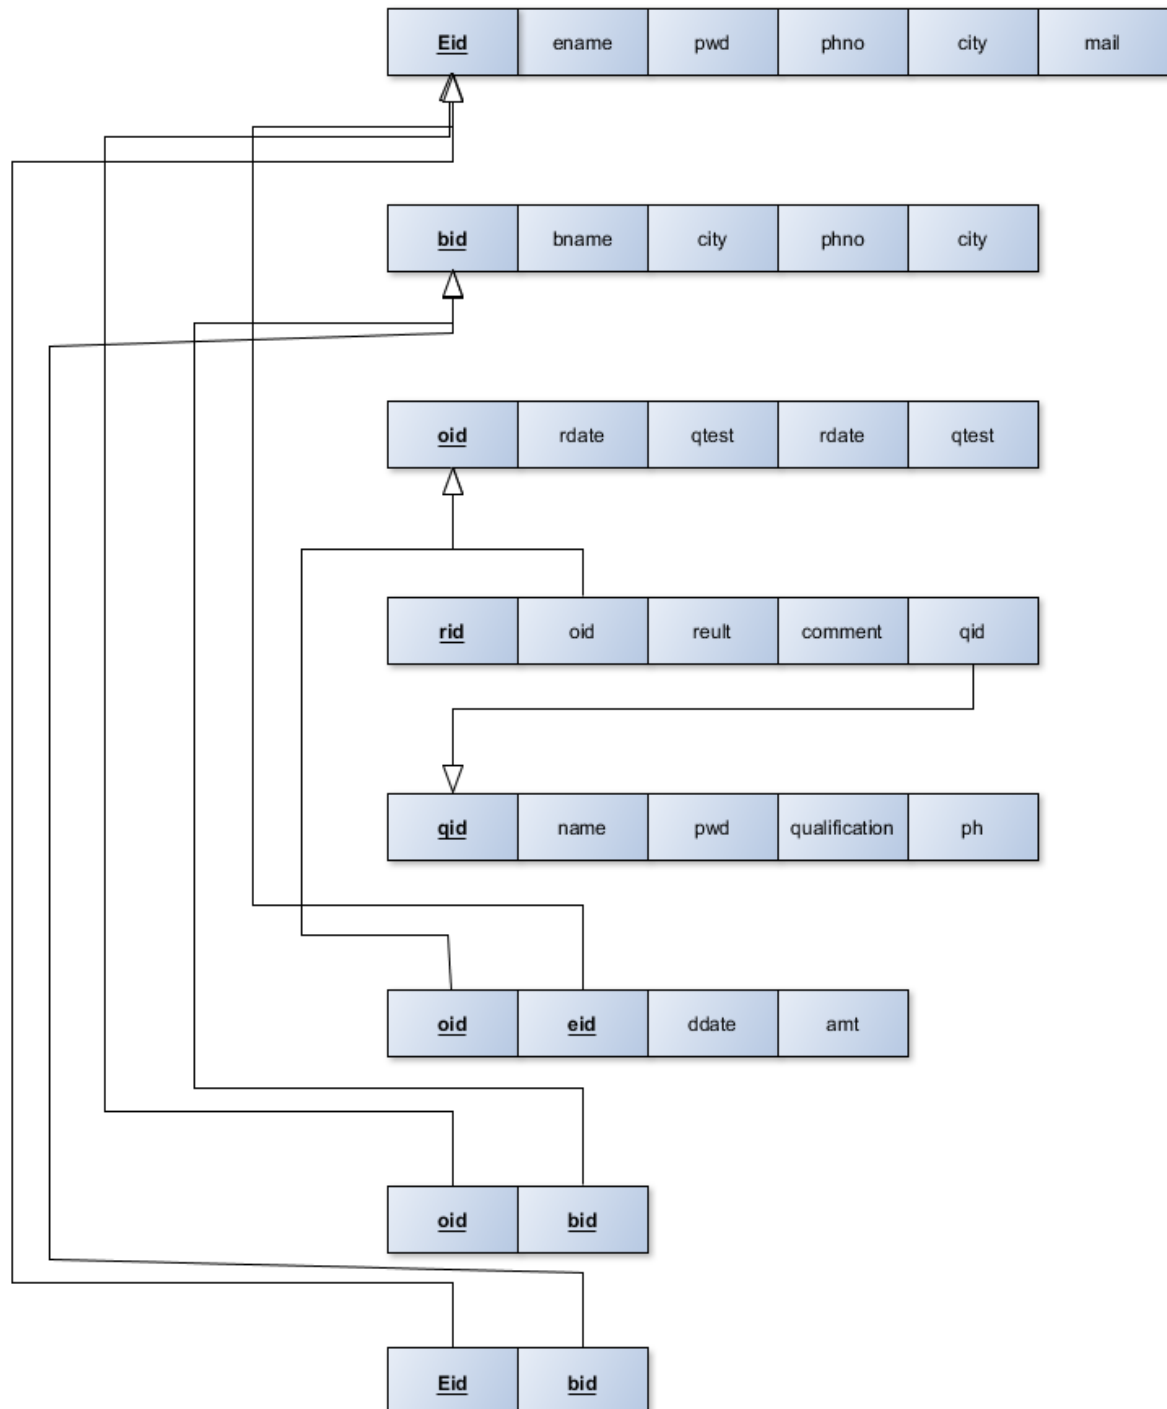 Eid ename pwd phno city mail
bid bname city phno city
oid rdate qtest rdate qtest
rid oid reult comment qid
qid name pwd qualification ph
oid eid ddate amt
oid bid
Eid bid